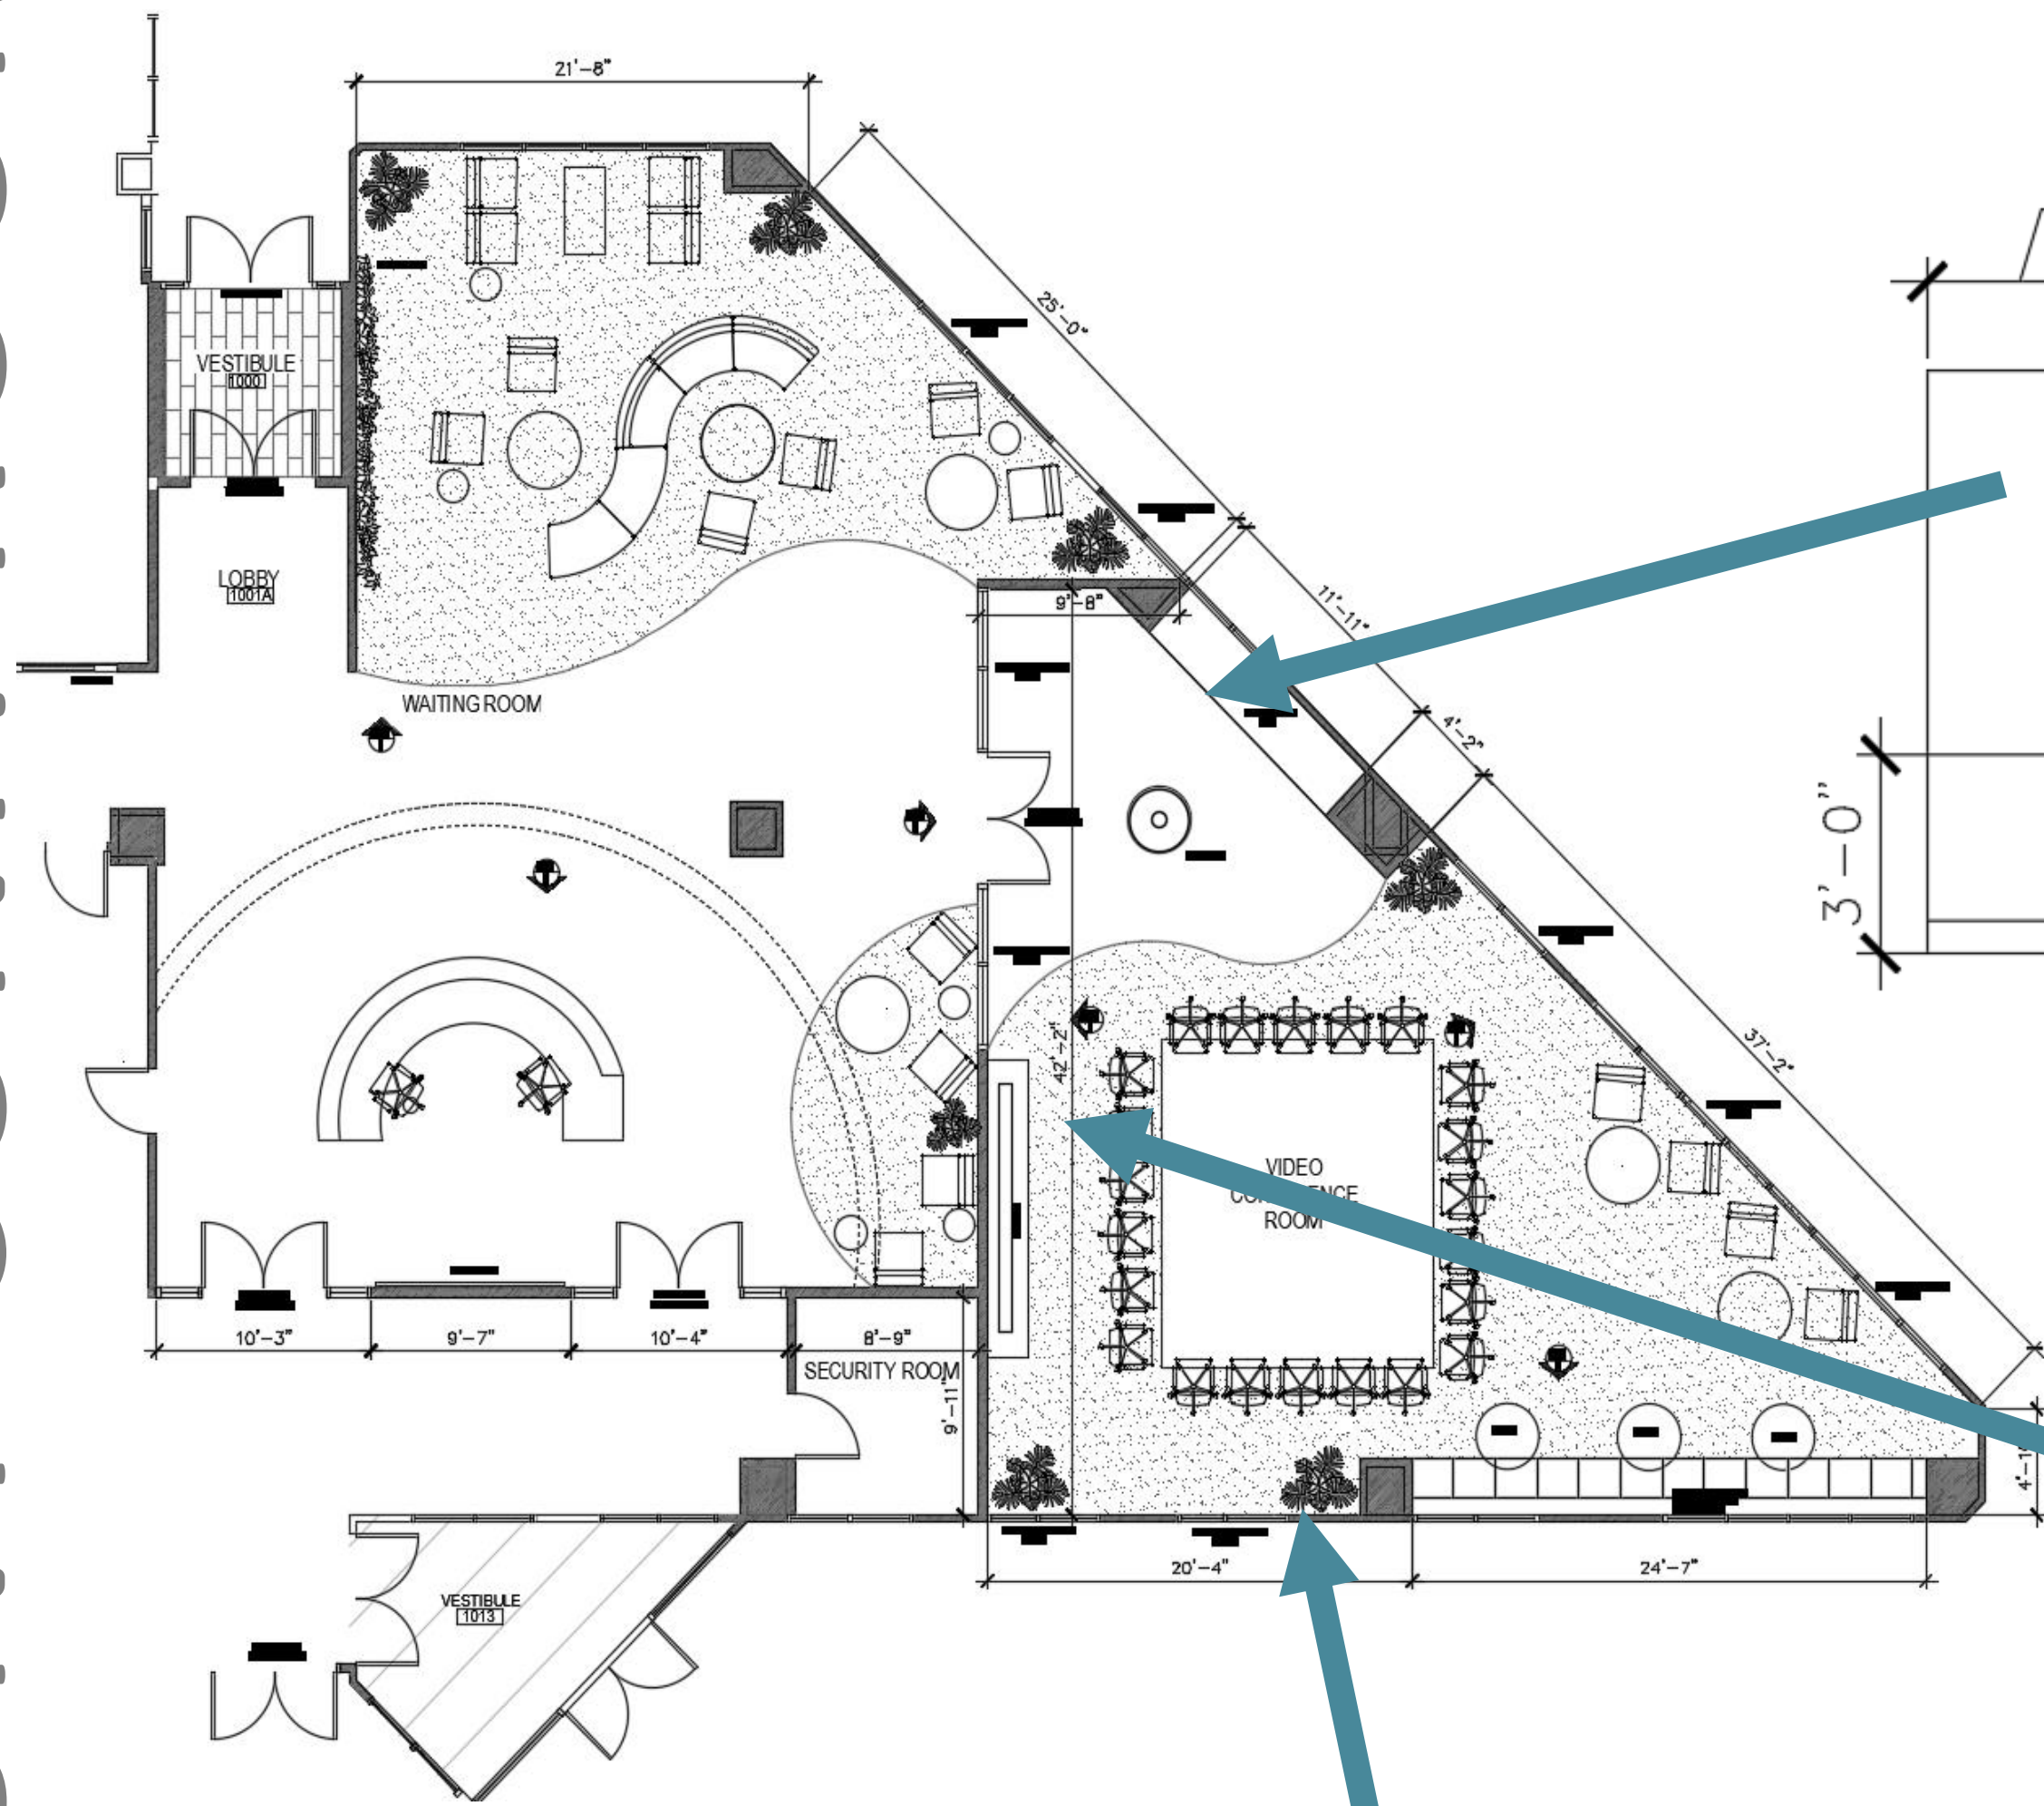 21'-8"
25'-0"
VESTIBULE
1000
11'-11"
LOBBY
1001A
9'-8"
WAITING ROOM
4'-2"
3'-0"
42'-2"
37'-2"
VIDEO
ROOM
10'-3"
9'-7"
10'-4"
8'-9"
SECURITY ROOM
9'-11"
20'-4"
24'-7"
VESTIBULE
1013